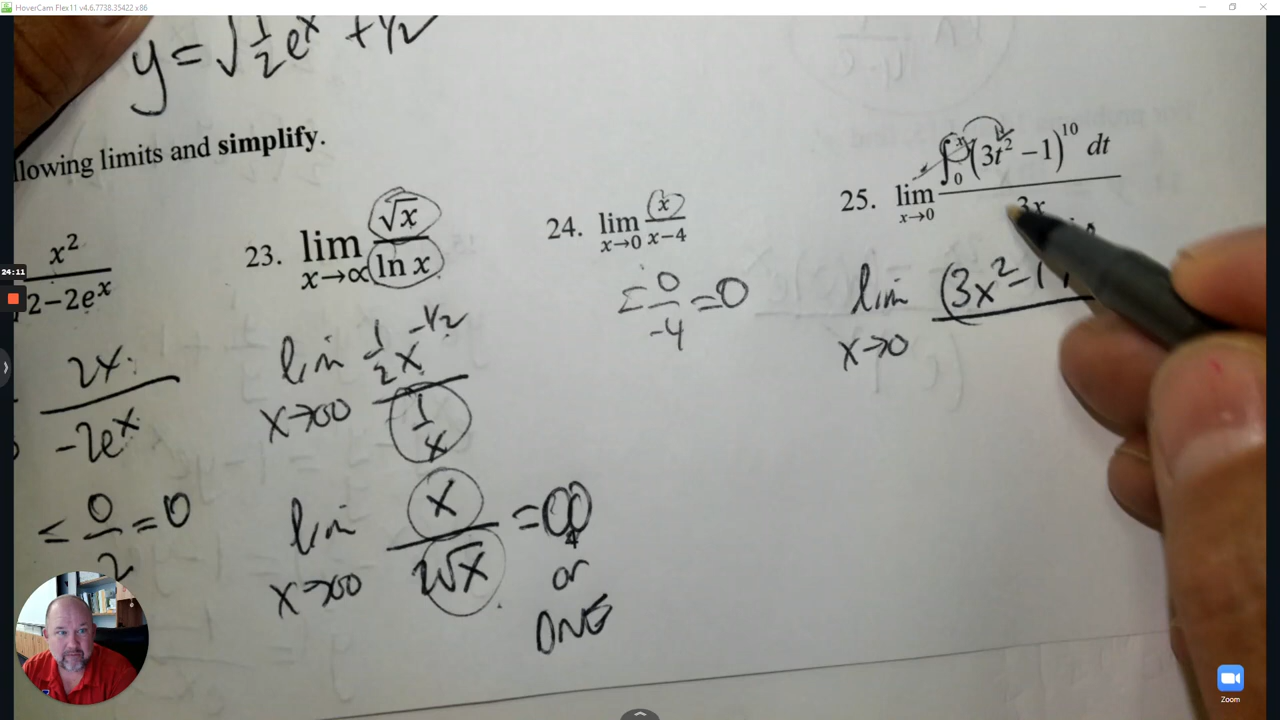 HoverCam Flex11 v4.6.7738.35422 x86
y = √(1/2 e^x + 1/2
llowing limits and simplify.
x²
2−2e^x
24:11
2x
−2e^x
≤ 0/2 = 0
23. lim x→∞ √x / ln x
lim x→∞ 1/2 x^−1/2 / 1/x
lim x→∞ x / 2√x = ∞
or
DNE
24. lim x→0 x / x−4
= 0/−4 = 0
25. lim x→0 ∫₀ˣ (3t² −1)¹⁰ dt / 3x
lim x→0 (3x²−1)
Zoom